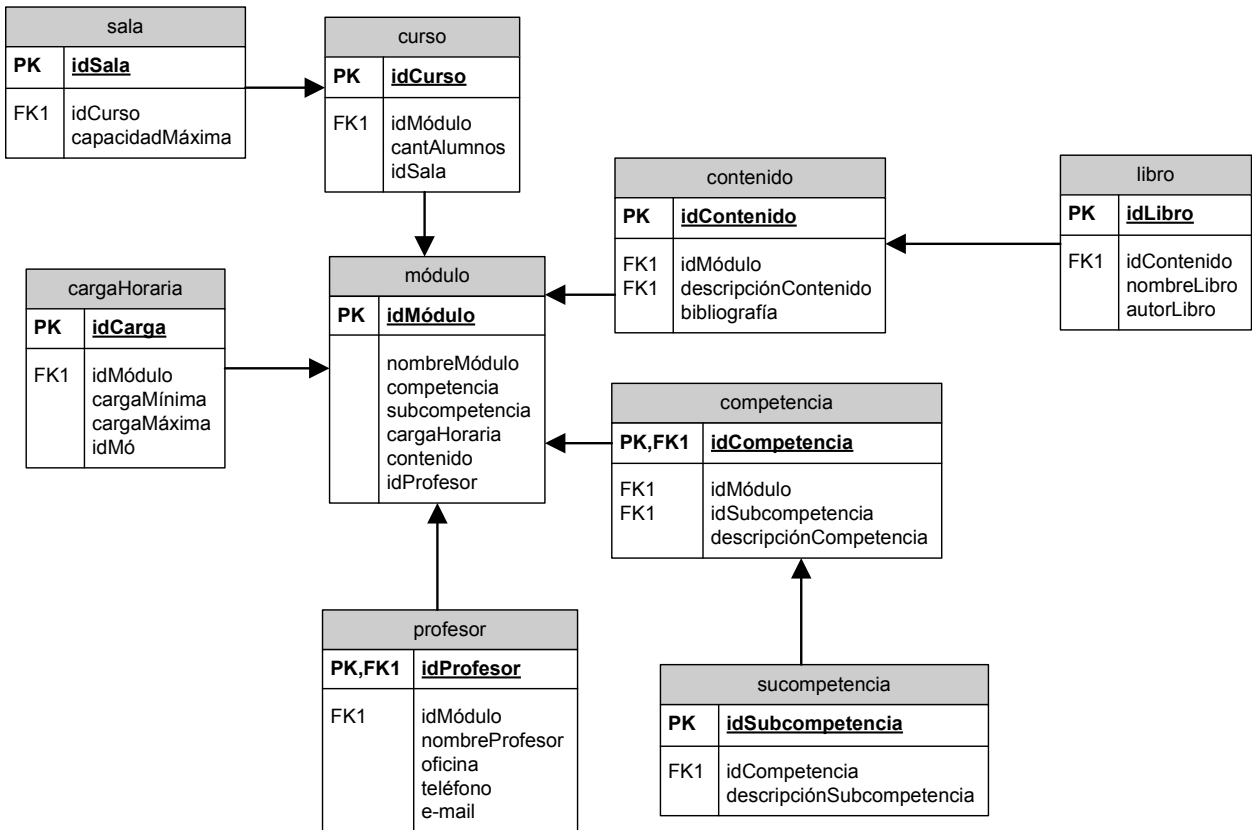 sala
PK idSala
FK1 idCurso
capacidadMáxima
curso
PK idCurso
FK1 idMódulo
cantAlumnos
idSala
contenido
PK idContenido
FK1 idMódulo
FK1 descripciónContenido
bibliografía
libro
PK idLibro
FK1 idContenido
nombreLibro
autorLibro
cargaHoraria
PK idCarga
FK1 idMódulo
cargaMínima
cargaMáxima
idMó
módulo
PK idMódulo
nombreMódulo
competencia
subcompetencia
cargaHoraria
contenido
idProfesor
competencia
PK,FK1 idCompetencia
FK1 idMódulo
FK1 idSubcompetencia
descripciónCompetencia
profesor
PK,FK1 idProfesor
FK1 idMódulo
nombreProfesor
oficina
teléfono
e-mail
sucompetencia
PK idSubcompetencia
FK1 idCompetencia
descripciónSubcompetencia